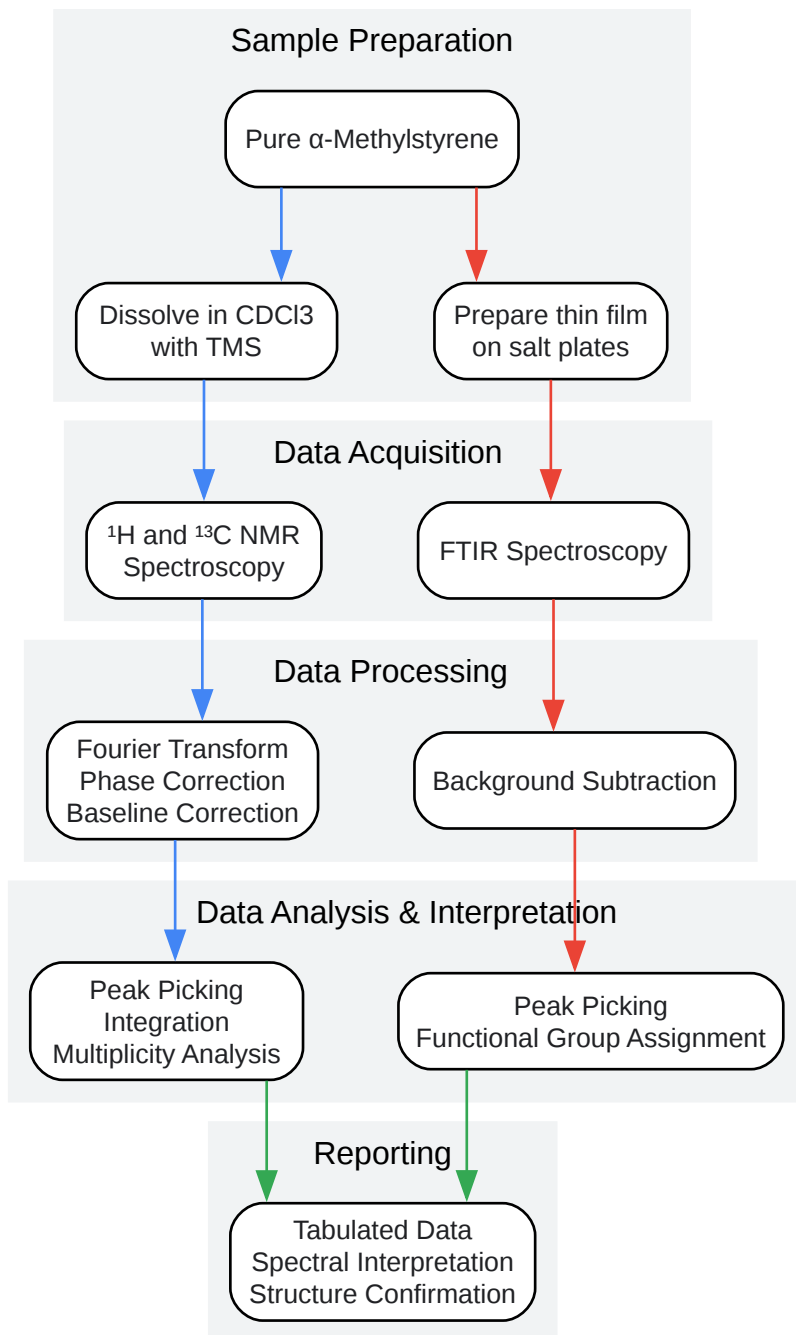 Sample Preparation
Pure α-Methylstyrene
Dissolve in CDCl3
with TMS
Prepare thin film
on salt plates
Data Acquisition
¹H and ¹³C NMR
Spectroscopy
FTIR Spectroscopy
Data Processing
Fourier Transform
Phase Correction
Baseline Correction
Background Subtraction
Data Analysis & Interpretation
Peak Picking
Integration
Multiplicity Analysis
Peak Picking
Functional Group Assignment
Reporting
Tabulated Data
Spectral Interpretation
Structure Confirmation